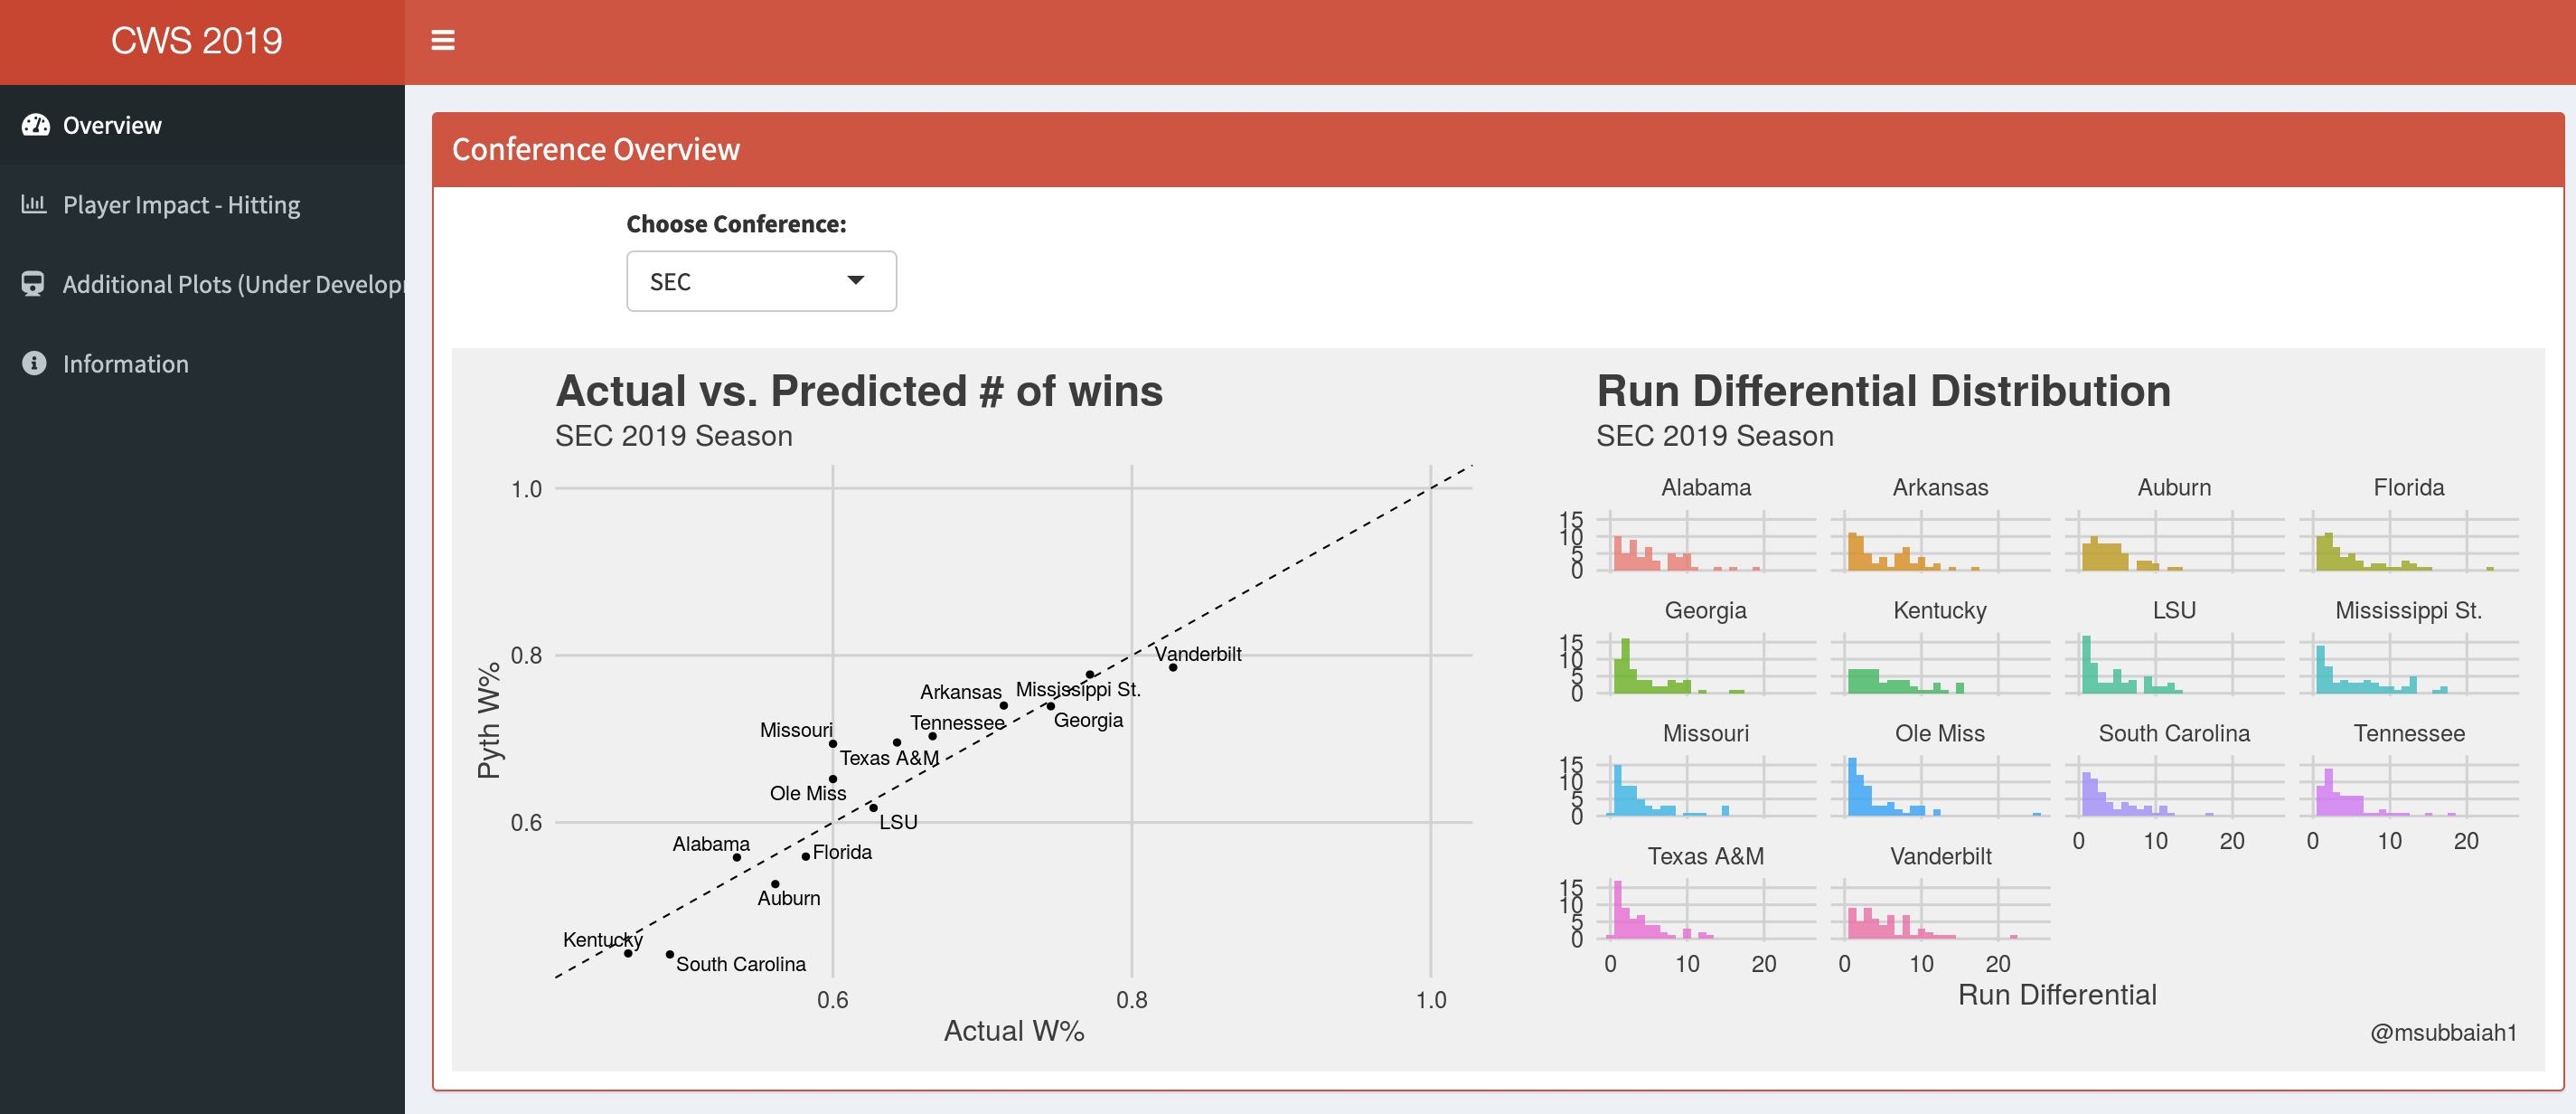 CWS 2019
Overview
Player Impact - Hitting
Additional Plots (Under Develop
Information
Conference Overview
Choose Conference:
SEC
Actual vs. Predicted # of wins
SEC 2019 Season
1.0
0.8
0.6
Pyth W%
Vanderbilt
Mississippi St.
Arkansas
Georgia
Tennessee
Missouri
Texas A&M
Ole Miss
LSU
Alabama
Florida
Auburn
Kentucky
South Carolina
0.6 0.8 1.0
Actual W%
Run Differential Distribution
SEC 2019 Season
Alabama Arkansas Auburn Florida
15
10
5
0
Georgia Kentucky LSU Mississippi St.
15
10
5
0
Missouri Ole Miss South Carolina Tennessee
15
10
5
0
0 10 20 0 10 20
Texas A&M Vanderbilt
15
10
5
0
0 10 20 0 10 20
Run Differential
@msubbaiah1